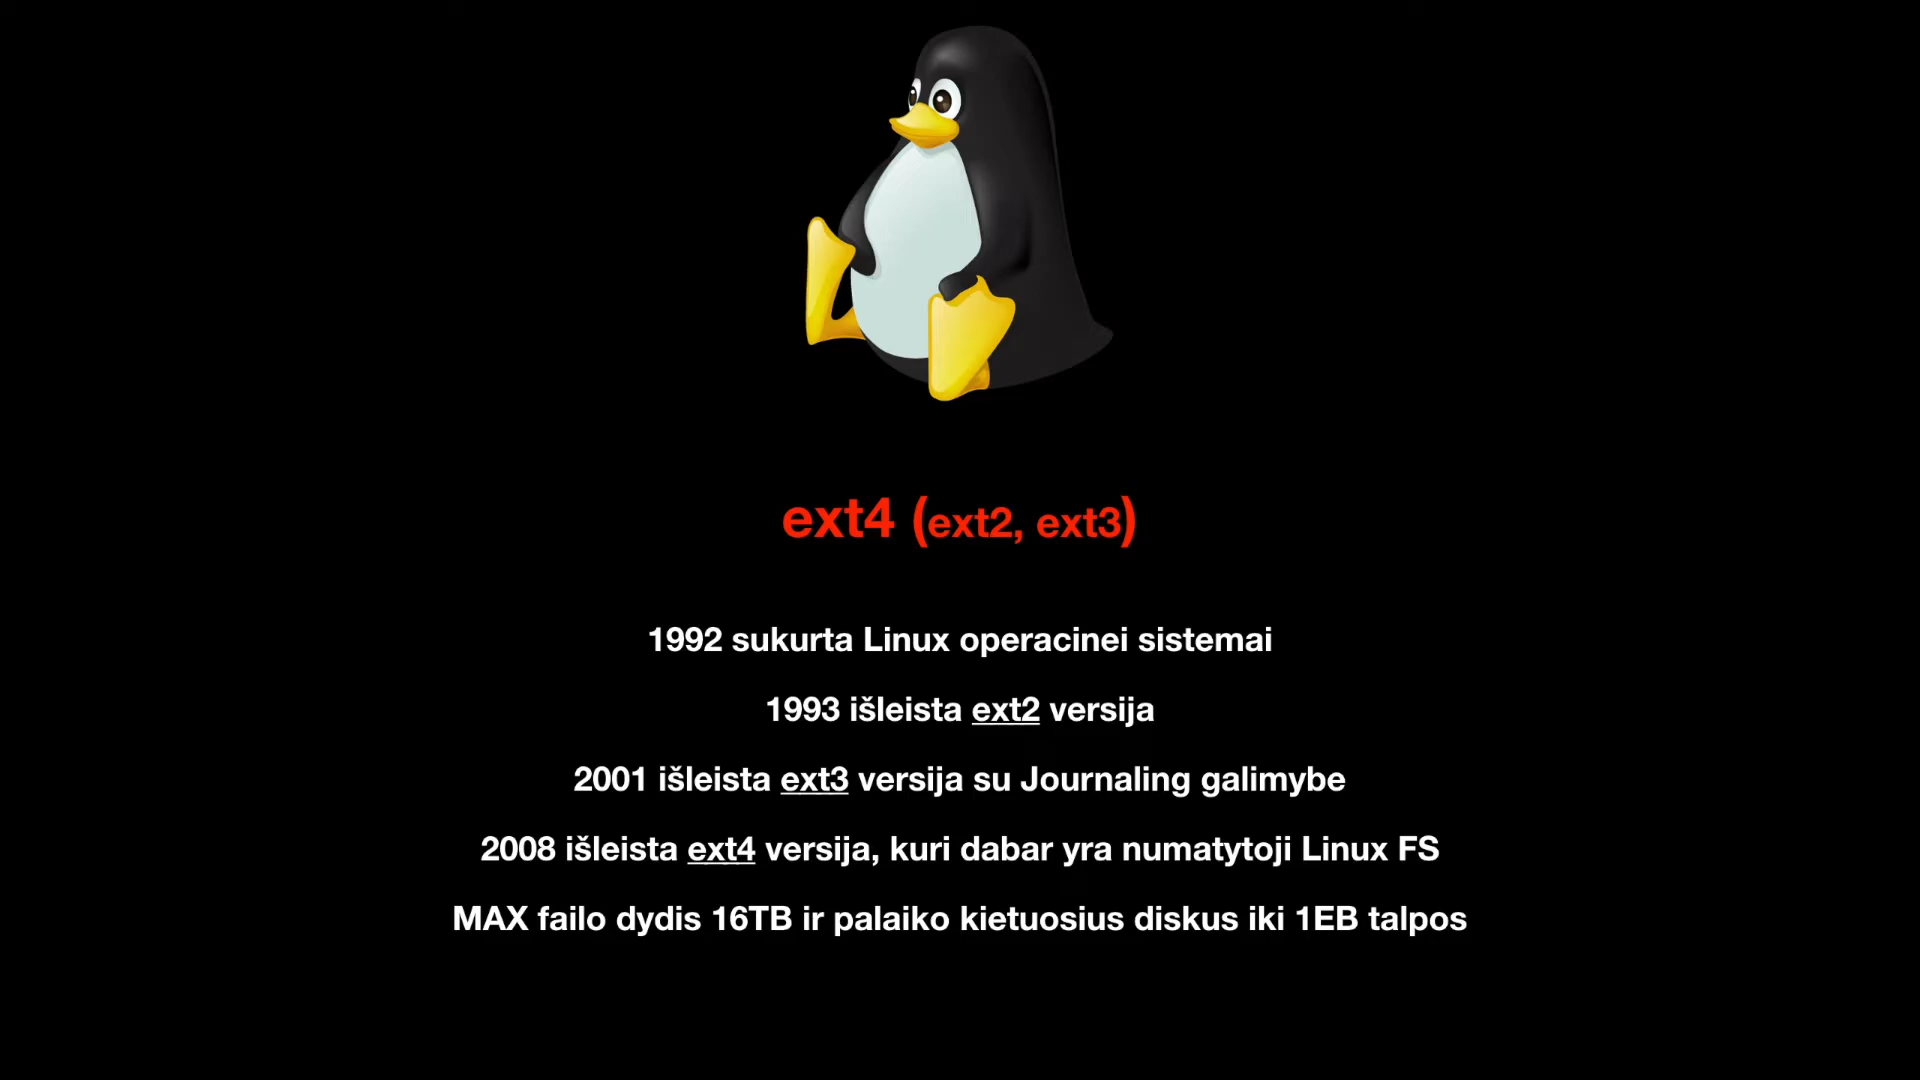 ext4 (ext2, ext3)
1992 sukurta Linux operacinei sistemai
1993 išleista ext2 versija
2001 išleista ext3 versija su Journaling galimybe
2008 išleista ext4 versija, kuri dabar yra numatytoji Linux FS
MAX failo dydis 16TB ir palaiko kietuosius diskus iki 1EB talpos